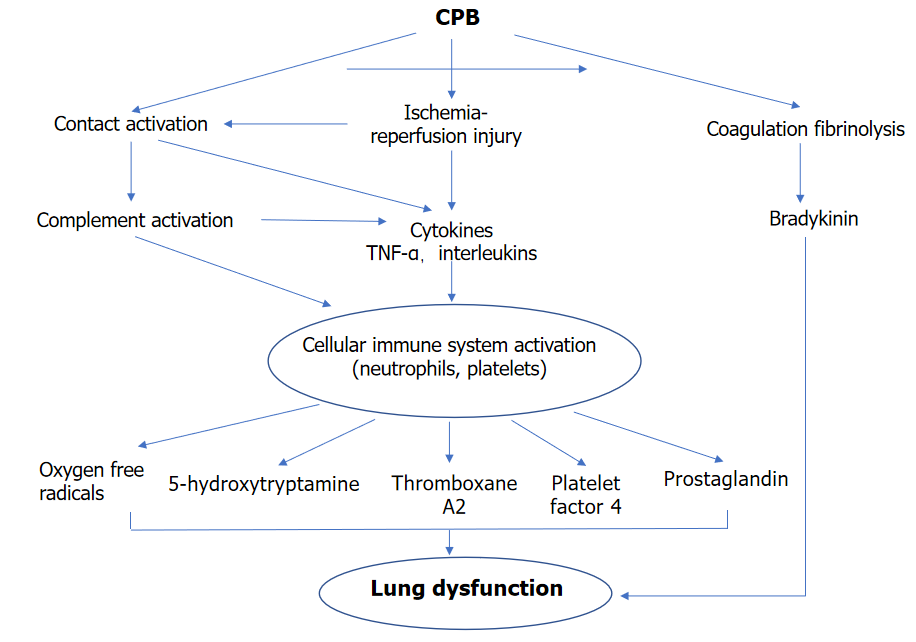 CPB
Contact activation
Ischemia-
reperfusion injury
Coagulation fibrinolysis
Complement activation
Cytokines
TNF-ɑ, interleukins
Bradykinin
Cellular immune system activation
(neutrophils, platelets)
Oxygen free
radicals
5-hydroxytryptamine
Thromboxane
A2
Platelet
factor 4
Prostaglandin
Lung dysfunction